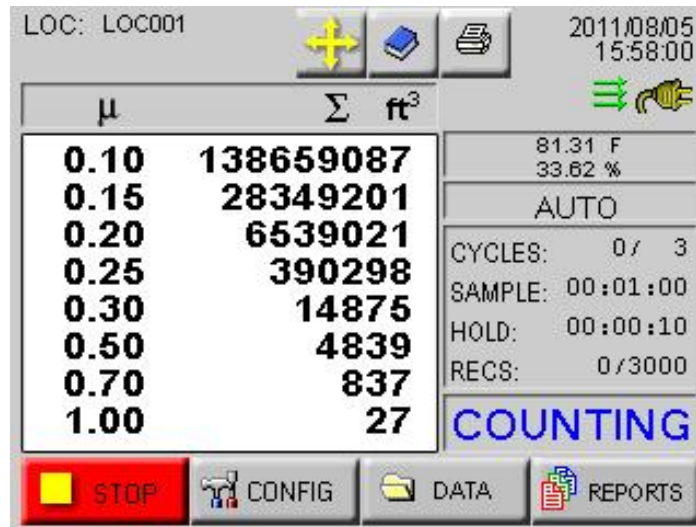 LOC: LOC001
2011/08/05
15:58:00
μ Σ ft³
0.10 138659087
0.15 28349201
0.20 6539021
0.25 390298
0.30 14875
0.50 4839
0.70 837
1.00 27
81.31 F
33.62 %
AUTO
CYCLES: 0/ 3
SAMPLE: 00:01:00
HOLD: 00:00:10
RECS: 0/3000
COUNTING
STOP
CONFIG
DATA
REPORTS